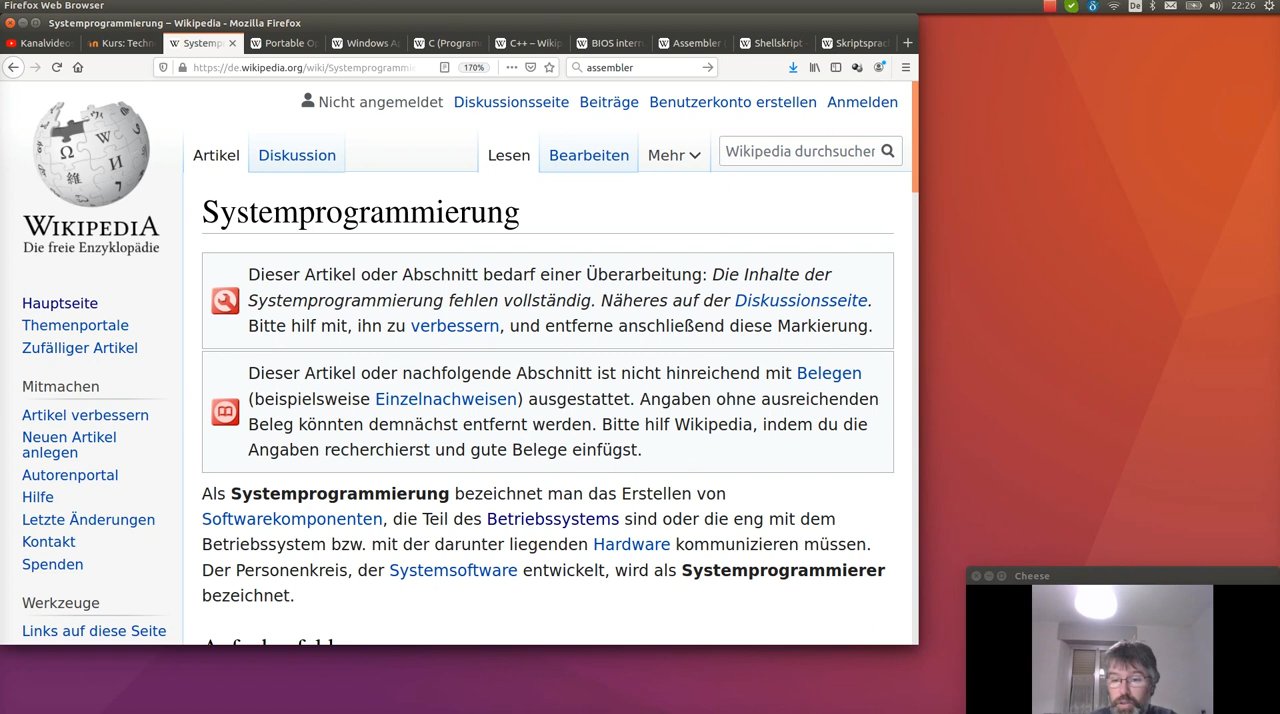 Firefox Web Browser
De
22:26
Systemprogrammierung – Wikipedia - Mozilla Firefox
Kanalvideo
Kurs: Techn
Systemp
Portable Op
Windows A
C (Program
C++ – Wikip
BIOS inter
Assembler
Shellskript
Skriptsprac
https://de.wikipedia.org/wiki/Systemprogrammie
170%
assembler
Nicht angemeldet Diskussionsseite Beiträge Benutzerkonto erstellen Anmelden
Artikel Diskussion Lesen Bearbeiten Mehr Wikipedia durchsuchen
WIKIPEDIA
Die freie Enzyklopädie
Hauptseite
Themenportale
Zufälliger Artikel
Mitmachen
Artikel verbessern
Neuen Artikel
anlegen
Autorenportal
Hilfe
Letzte Änderungen
Kontakt
Spenden
Werkzeuge
Links auf diese Seite
Systemprogrammierung
Dieser Artikel oder Abschnitt bedarf einer Überarbeitung: Die Inhalte der
Systemprogrammierung fehlen vollständig. Näheres auf der Diskussionsseite.
Bitte hilf mit, ihn zu verbessern, und entferne anschließend diese Markierung.
Dieser Artikel oder nachfolgende Abschnitt ist nicht hinreichend mit Belegen
(beispielsweise Einzelnachweisen) ausgestattet. Angaben ohne ausreichenden
Beleg könnten demnächst entfernt werden. Bitte hilf Wikipedia, indem du die
Angaben recherchierst und gute Belege einfügst.
Als Systemprogrammierung bezeichnet man das Erstellen von
Softwarekomponenten, die Teil des Betriebssystems sind oder die eng mit dem
Betriebssystem bzw. mit der darunter liegenden Hardware kommunizieren müssen.
Der Personenkreis, der Systemsoftware entwickelt, wird als Systemprogrammierer
bezeichnet.
Cheese